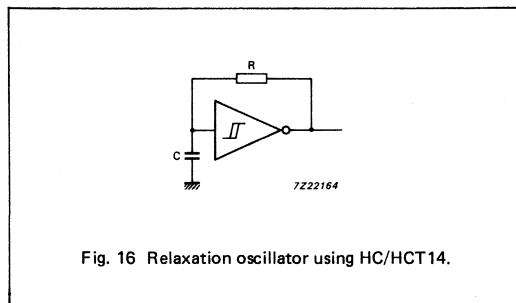 R
C
7Z22164
Fig. 16 Relaxation oscillator using HC/HCT14.